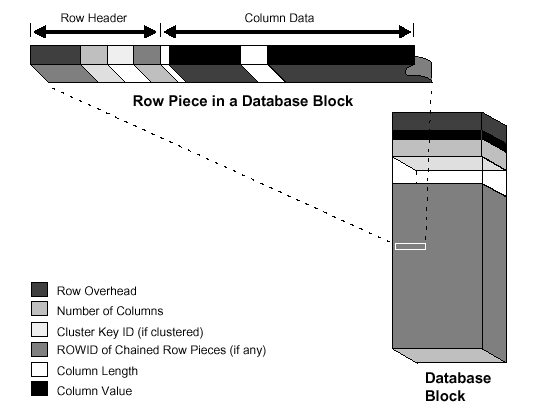 Row Header
Column Data
Row Piece in a Database Block
Row Overhead
Number of Columns
Cluster Key ID (if clustered)
ROWID of Chained Row Pieces (if any)
Column Length
Column Value
Database
Block